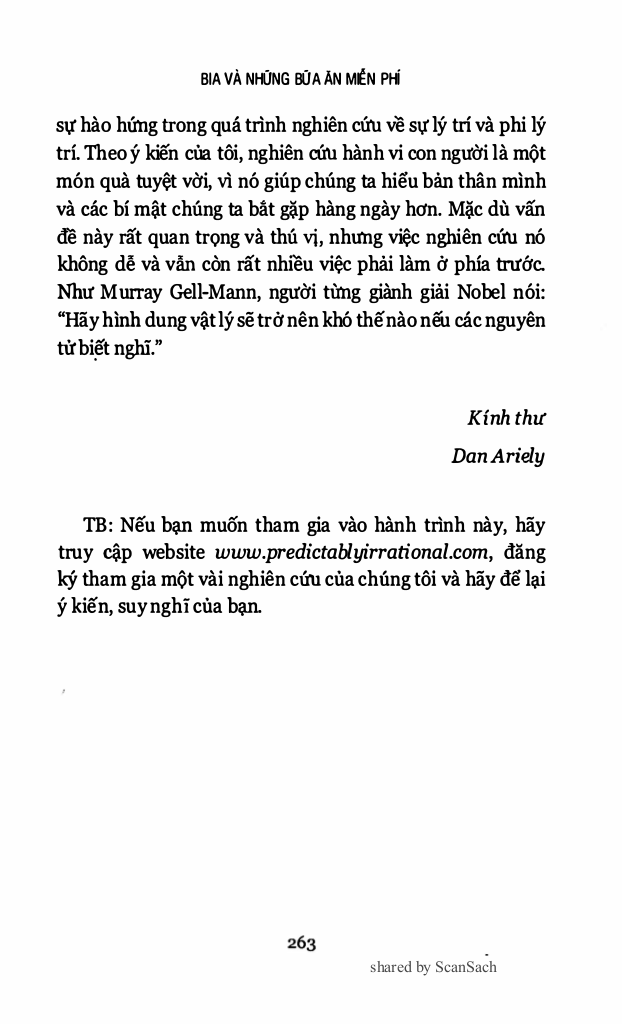 BIA VÀ NHỮNG BỮA ĂN MIỄN PHÍ
sự hào hứng trong quá trình nghiên cứu về sự lý trí và phi lý
trí. Theo ý kiến của tôi, nghiên cứu hành vi con người là một
món quà tuyệt vời, vì nó giúp chúng ta hiểu bản thân mình
và các bí mật chúng ta bắt gặp hàng ngày hơn. Mặc dù vấn
đề này rất quan trọng và thú vị, nhưng việc nghiên cứu nó
không dễ và vẫn còn rất nhiều việc phải làm ở phía trước.
Như Murray Gell-Mann, người từng giành giải Nobel nói:
“Hãy hình dung vật lý sẽ trở nên khó thế nào nếu các nguyên
tử biết nghĩ.”
Kính thư
Dan Ariely
TB: Nếu bạn muốn tham gia vào hành trình này, hãy
truy cập website www.predictablyirrational.com, đăng
ký tham gia một vài nghiên cứu của chúng tôi và hãy để lại
ý kiến, suy nghĩ của bạn.
263
shared by ScanSach